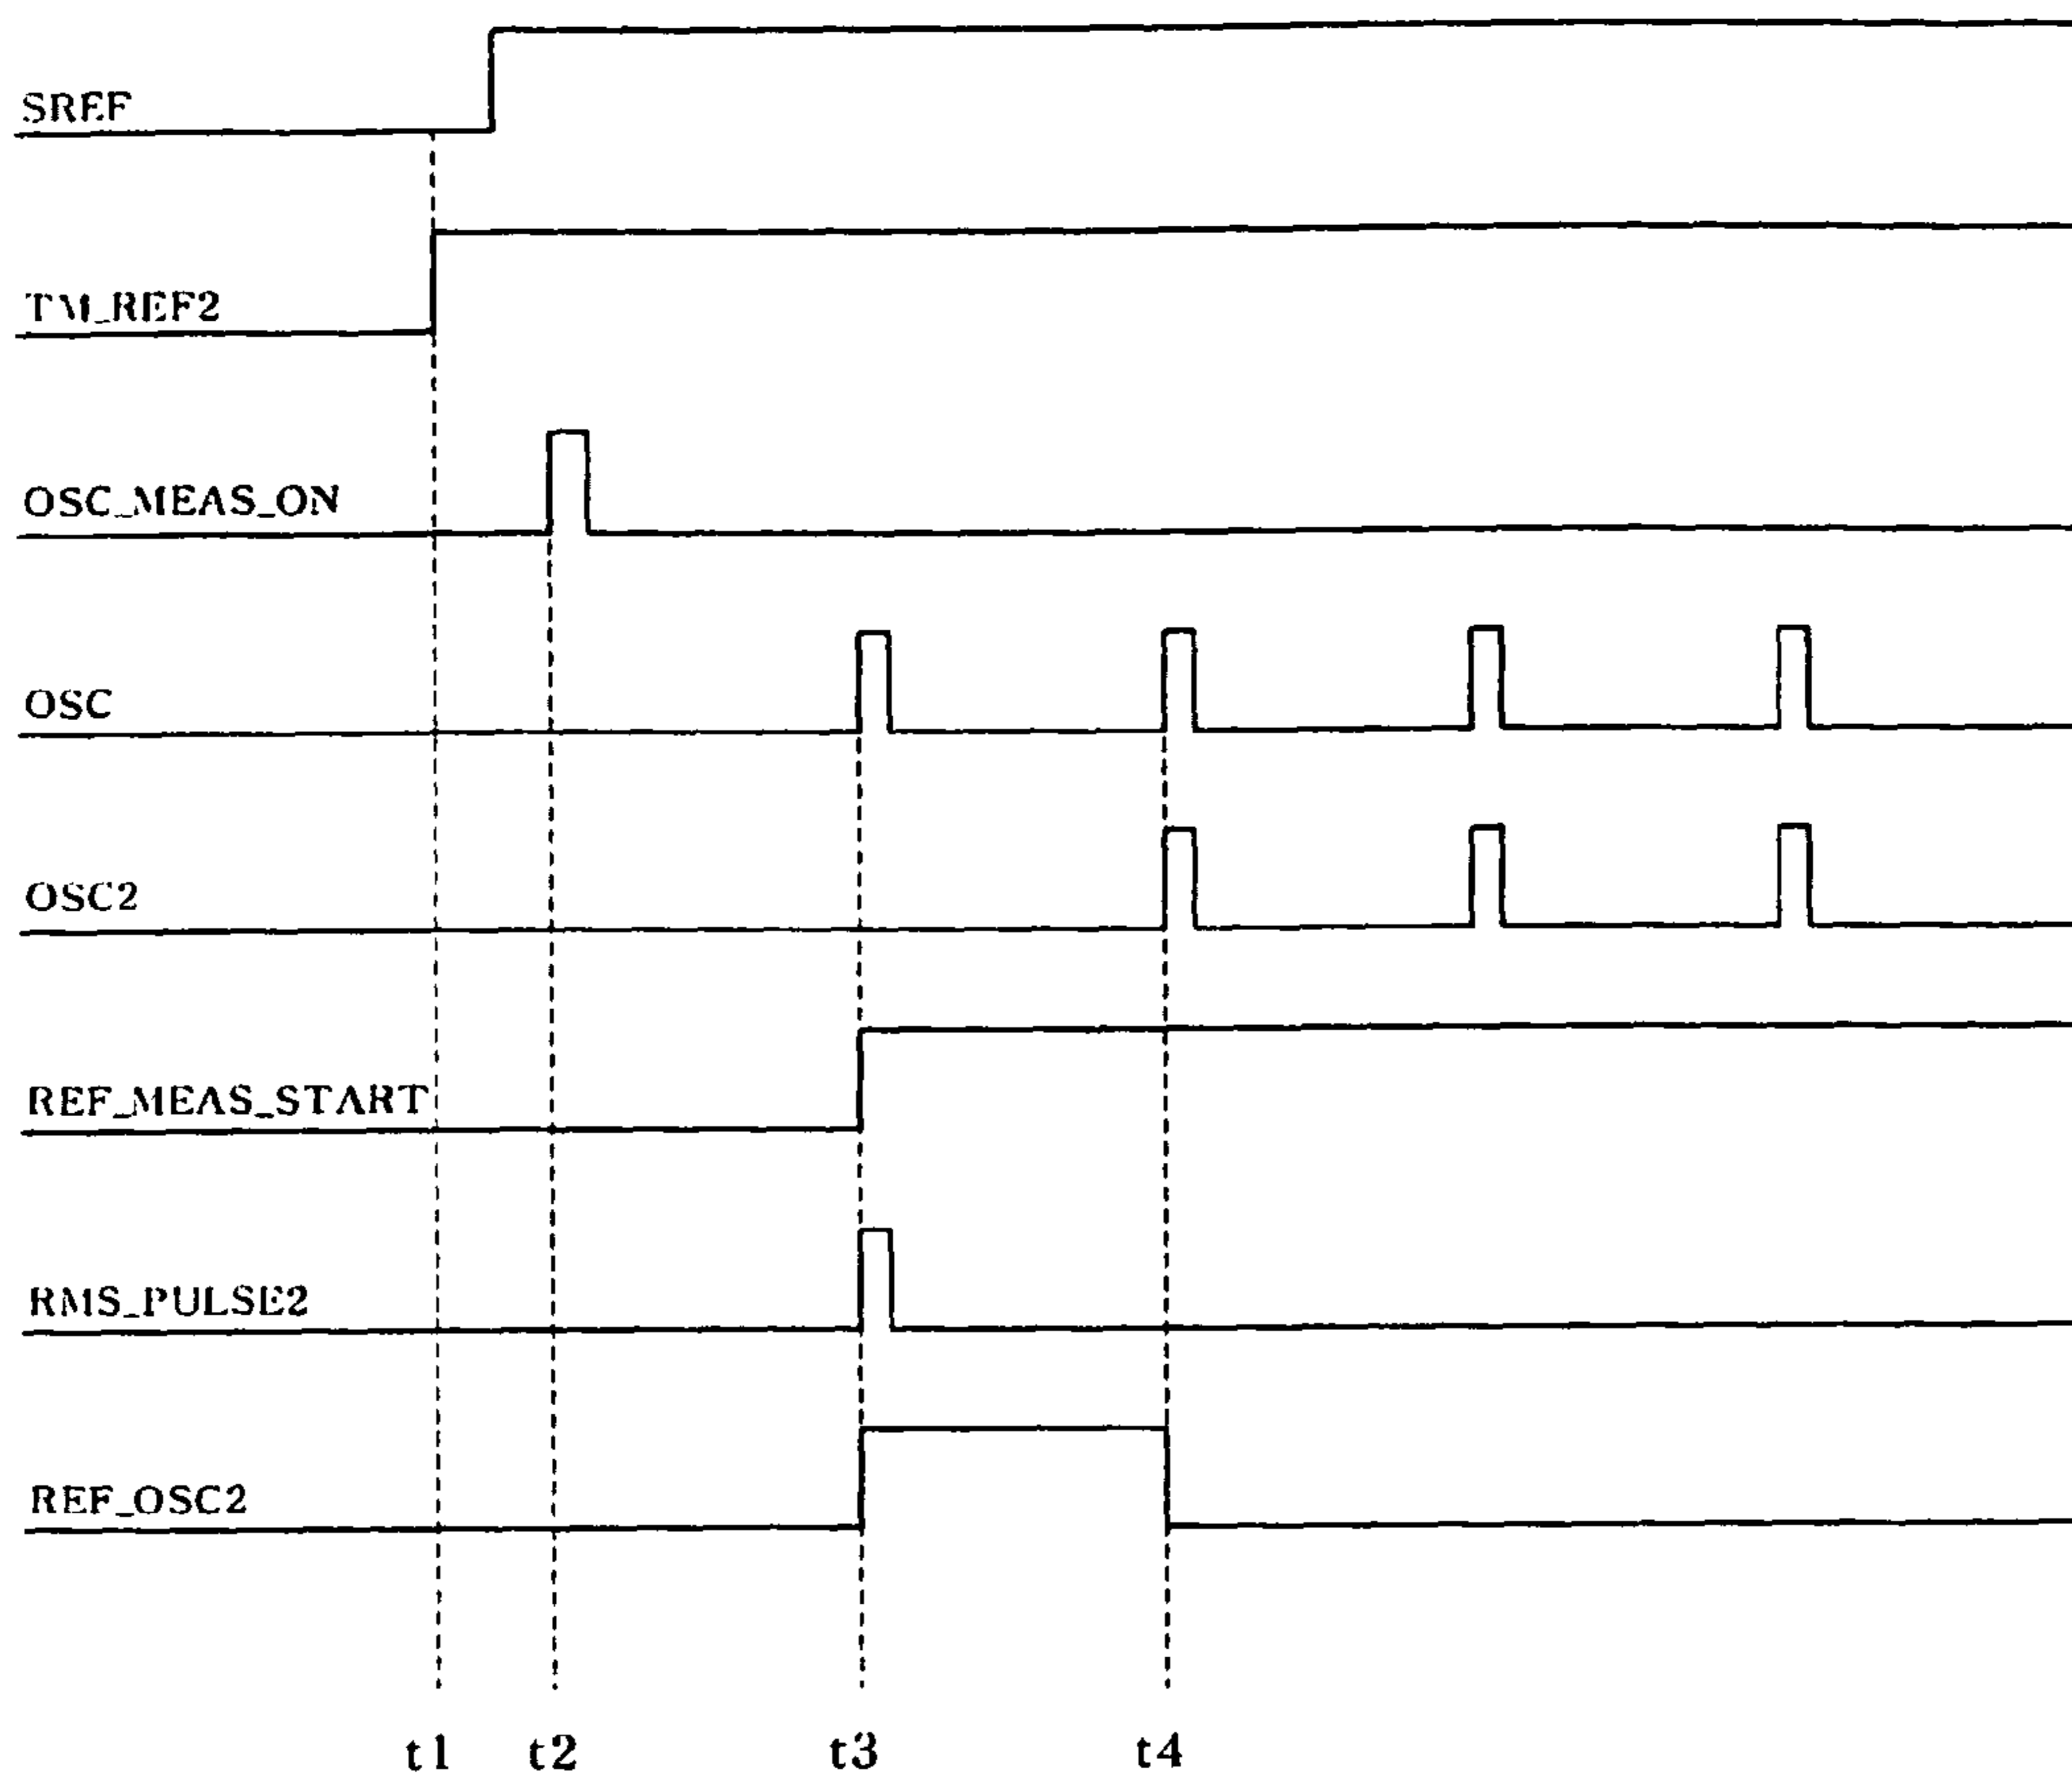 SREF
TM_REF2
OSC_MEAS_ON
OSC
OSC2
REF_MEAS_START
RMS_PULSE2
REF_OSC2
t1 t2 t3 t4